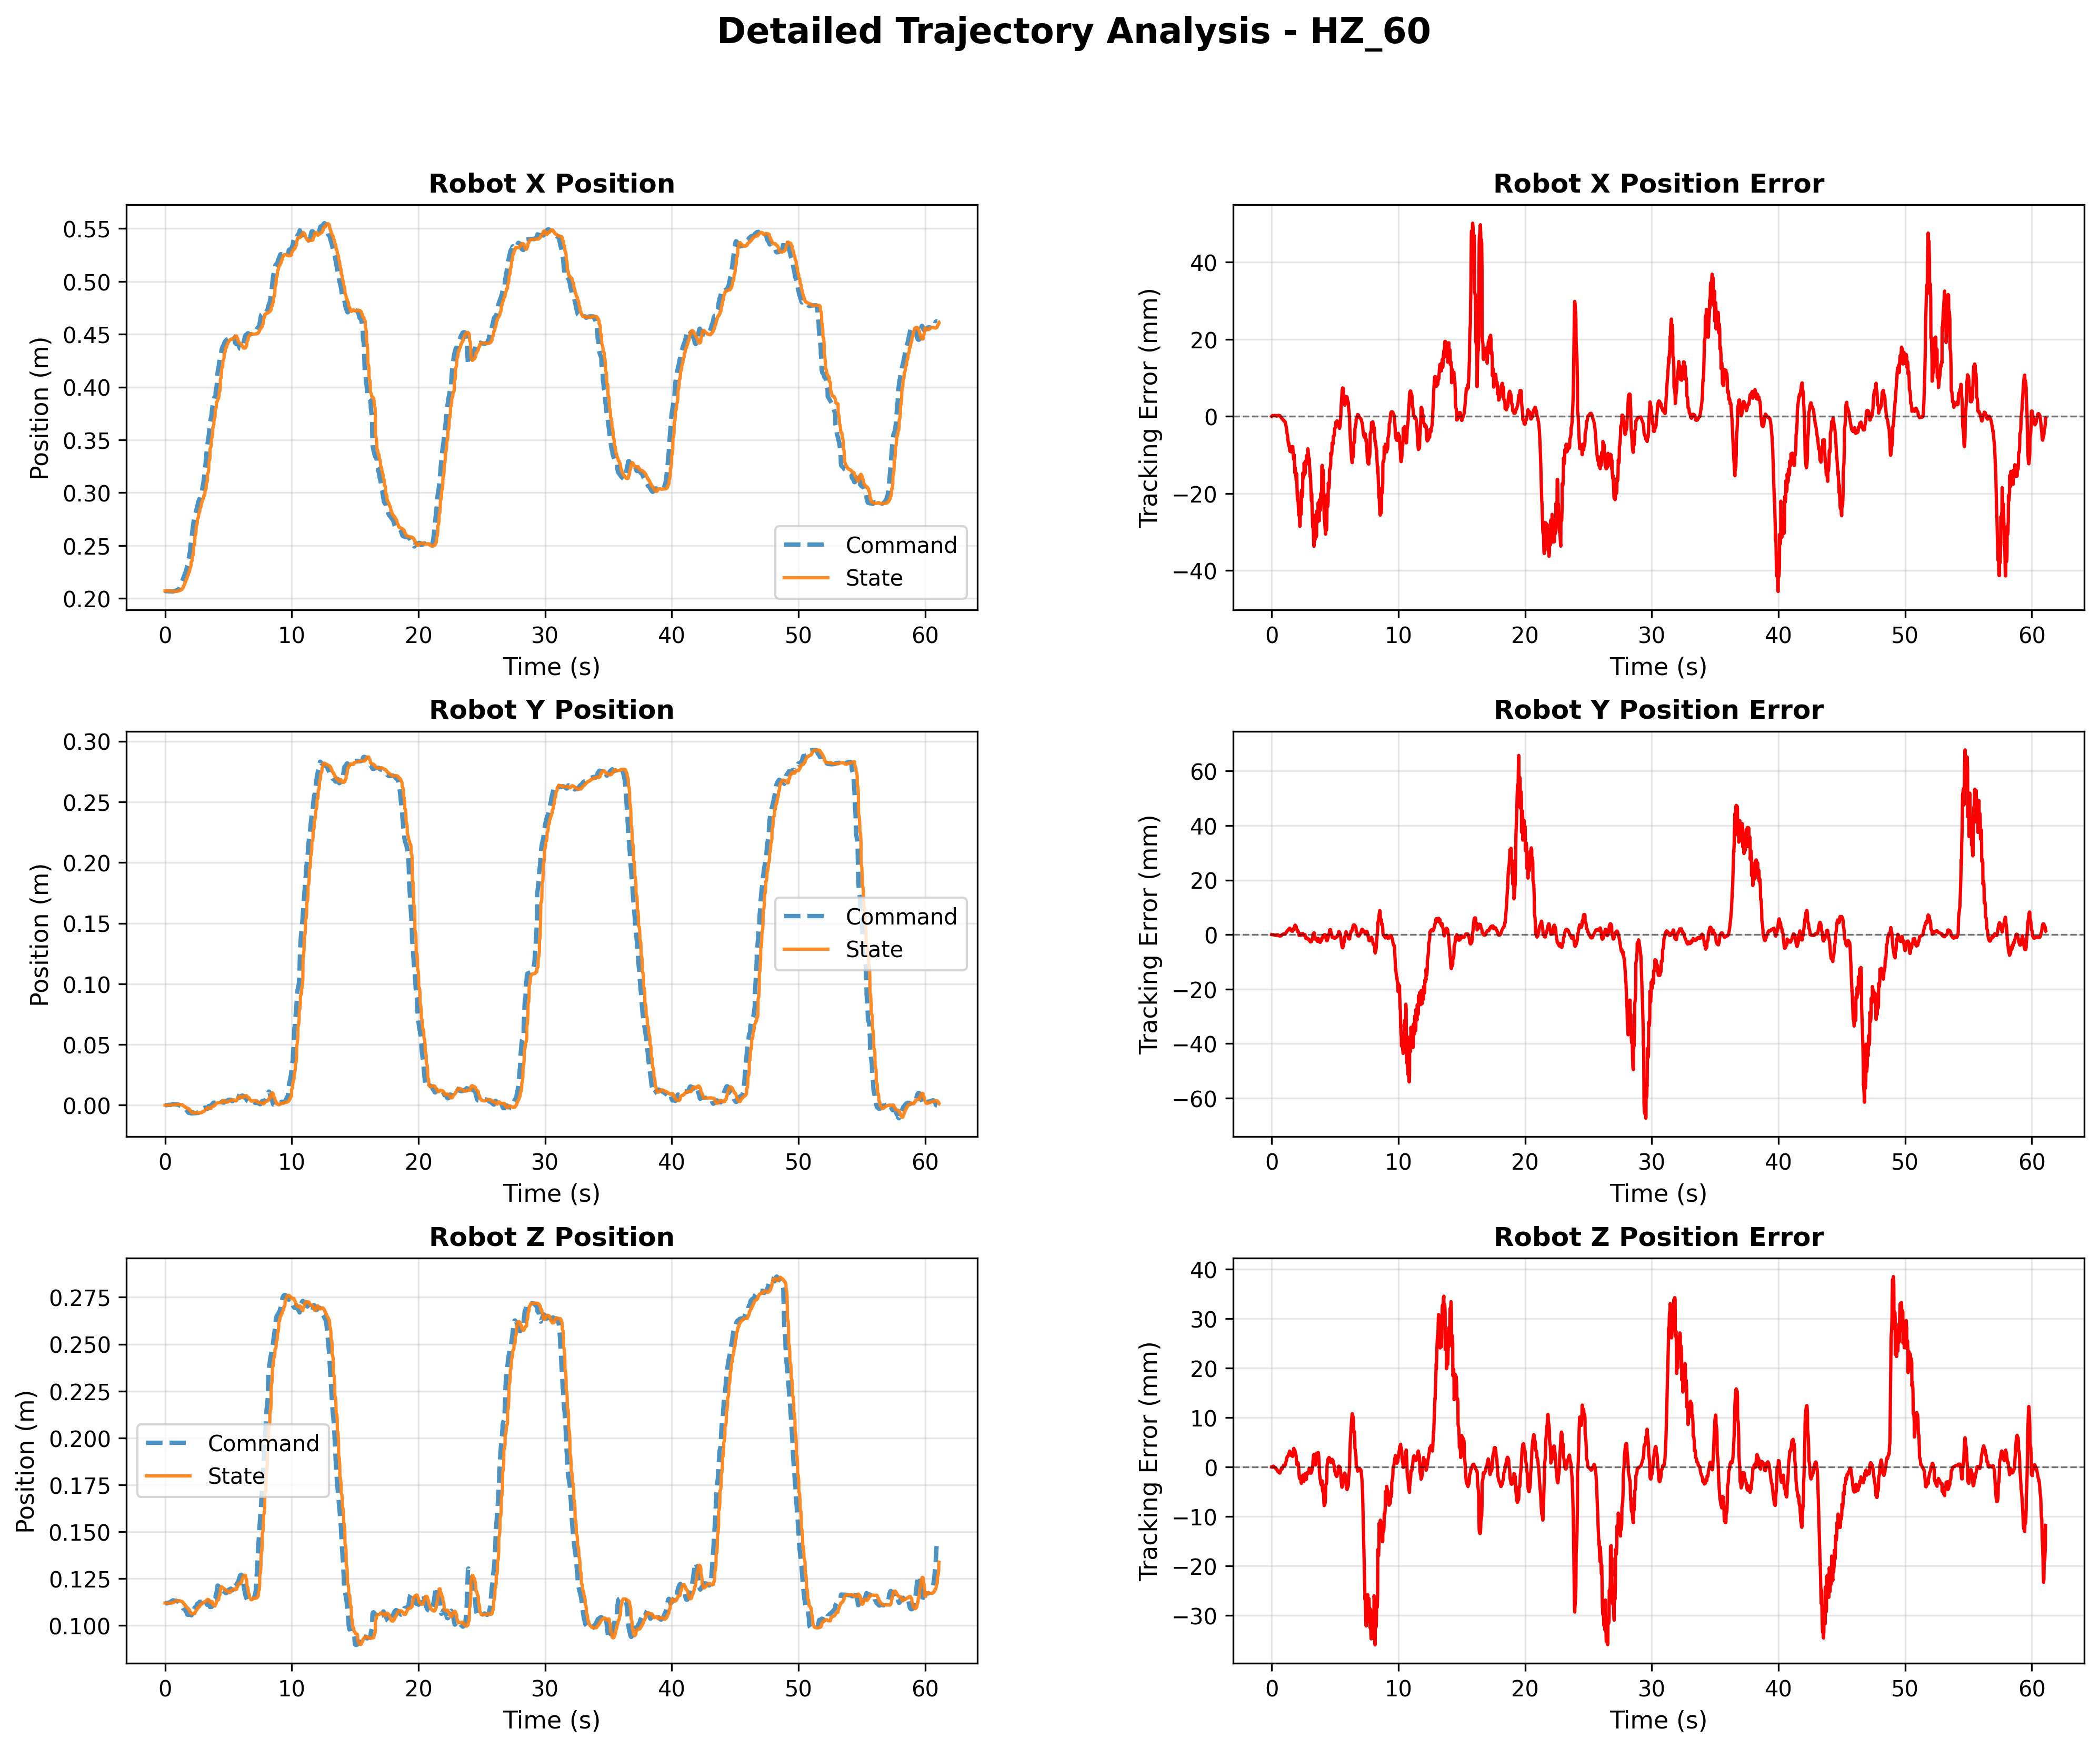 Detailed Trajectory Analysis - HZ_60
Robot X Position
Position (m)
0.55
0.50
0.45
0.40
0.35
0.30
0.25
0.20
Command
State
0 10 20 30 40 50 60
Time (s)
Robot X Position Error
Tracking Error (mm)
40
20
0
−20
−40
0 10 20 30 40 50 60
Time (s)
Robot Y Position
Position (m)
0.30
0.25
0.20
0.15
0.10
0.05
0.00
Command
State
0 10 20 30 40 50 60
Time (s)
Robot Y Position Error
Tracking Error (mm)
60
40
20
0
−20
−40
−60
0 10 20 30 40 50 60
Time (s)
Robot Z Position
Position (m)
0.275
0.250
0.225
0.200
0.175
0.150
0.125
0.100
Command
State
0 10 20 30 40 50 60
Time (s)
Robot Z Position Error
Tracking Error (mm)
40
30
20
10
0
−10
−20
−30
0 10 20 30 40 50 60
Time (s)